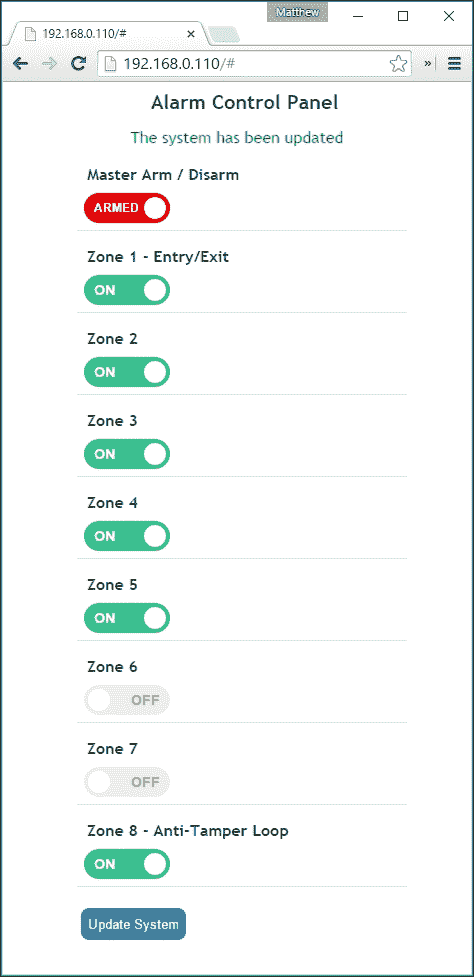 Matthew
192.168.0.110/#
192.168.0.110/#
Alarm Control Panel
The system has been updated
Master Arm / Disarm
ARMED
Zone 1 - Entry/Exit
ON
Zone 2
ON
Zone 3
ON
Zone 4
ON
Zone 5
ON
Zone 6
OFF
Zone 7
OFF
Zone 8 - Anti-Tamper Loop
ON
Update System